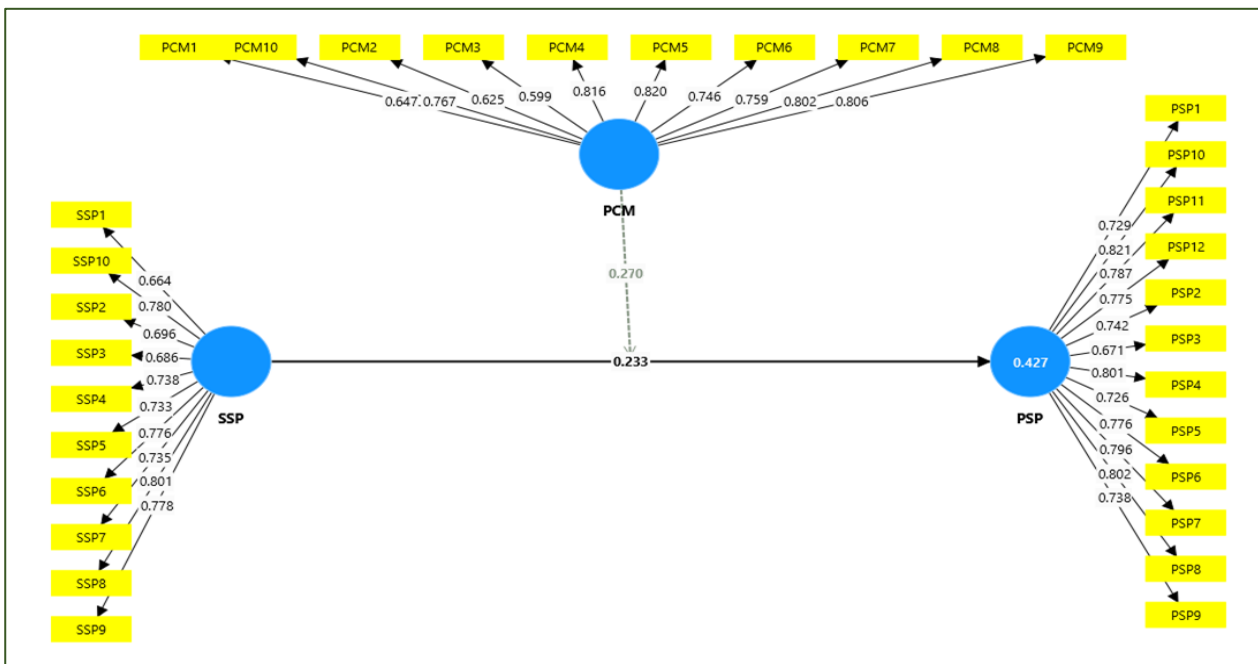 PCM1 PCM10 PCM2 PCM3 PCM4 PCM5 PCM6 PCM7 PCM8 PCM9
0.647 0.767 0.625 0.599 0.816 0.820 0.746 0.759 0.802 0.806
PCM
0.270
SSP1
SSP10
SSP2
SSP3
SSP4
SSP5
SSP6
SSP7
SSP8
SSP9
0.664
0.780
0.696
0.686
0.738
0.733
0.776
0.735
0.801
0.778
SSP
0.233
0.427
PSP
0.729
0.821
0.787
0.775
0.742
0.671
0.801
0.726
0.776
0.796
0.802
0.738
PSP1
PSP10
PSP11
PSP12
PSP2
PSP3
PSP4
PSP5
PSP6
PSP7
PSP8
PSP9